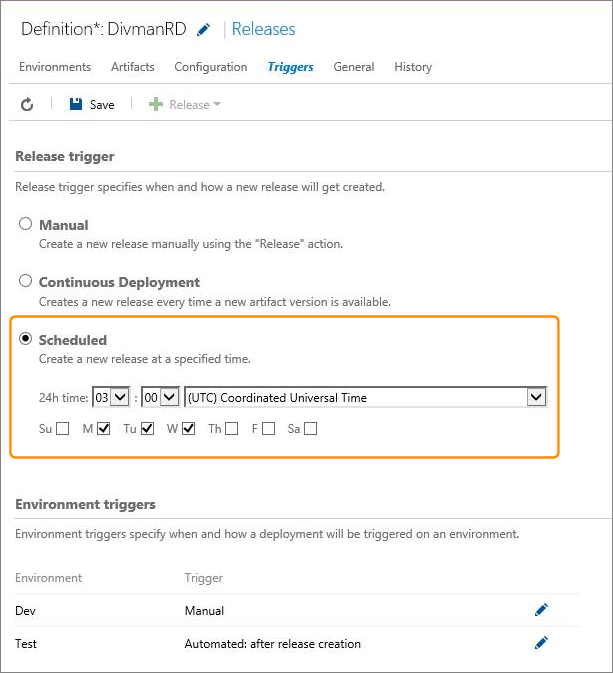 Definition*: DivmanRD | Releases
Environments Artifacts Configuration Triggers General History
Save Release
Release trigger
Release trigger specifies when and how a new release will get created.
Manual
Create a new release manually using the "Release" action.
Continuous Deployment
Creates a new release every time a new artifact version is available.
Scheduled
Create a new release at a specified time.
24h time: 03 : 00 (UTC) Coordinated Universal Time
Su M Tu W Th F Sa
Environment triggers
Environment triggers specify when and how a deployment will be triggered on an environment.
Environment Trigger
Dev Manual
Test Automated: after release creation